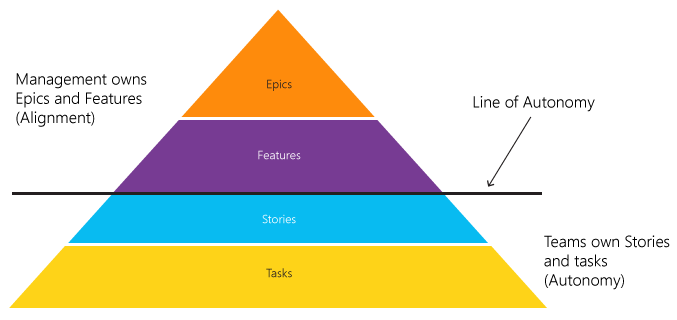 Epics
Management owns
Epics and Features
(Alignment)
Line of Autonomy
Features
Stories
Teams own Stories
and tasks
(Autonomy)
Tasks